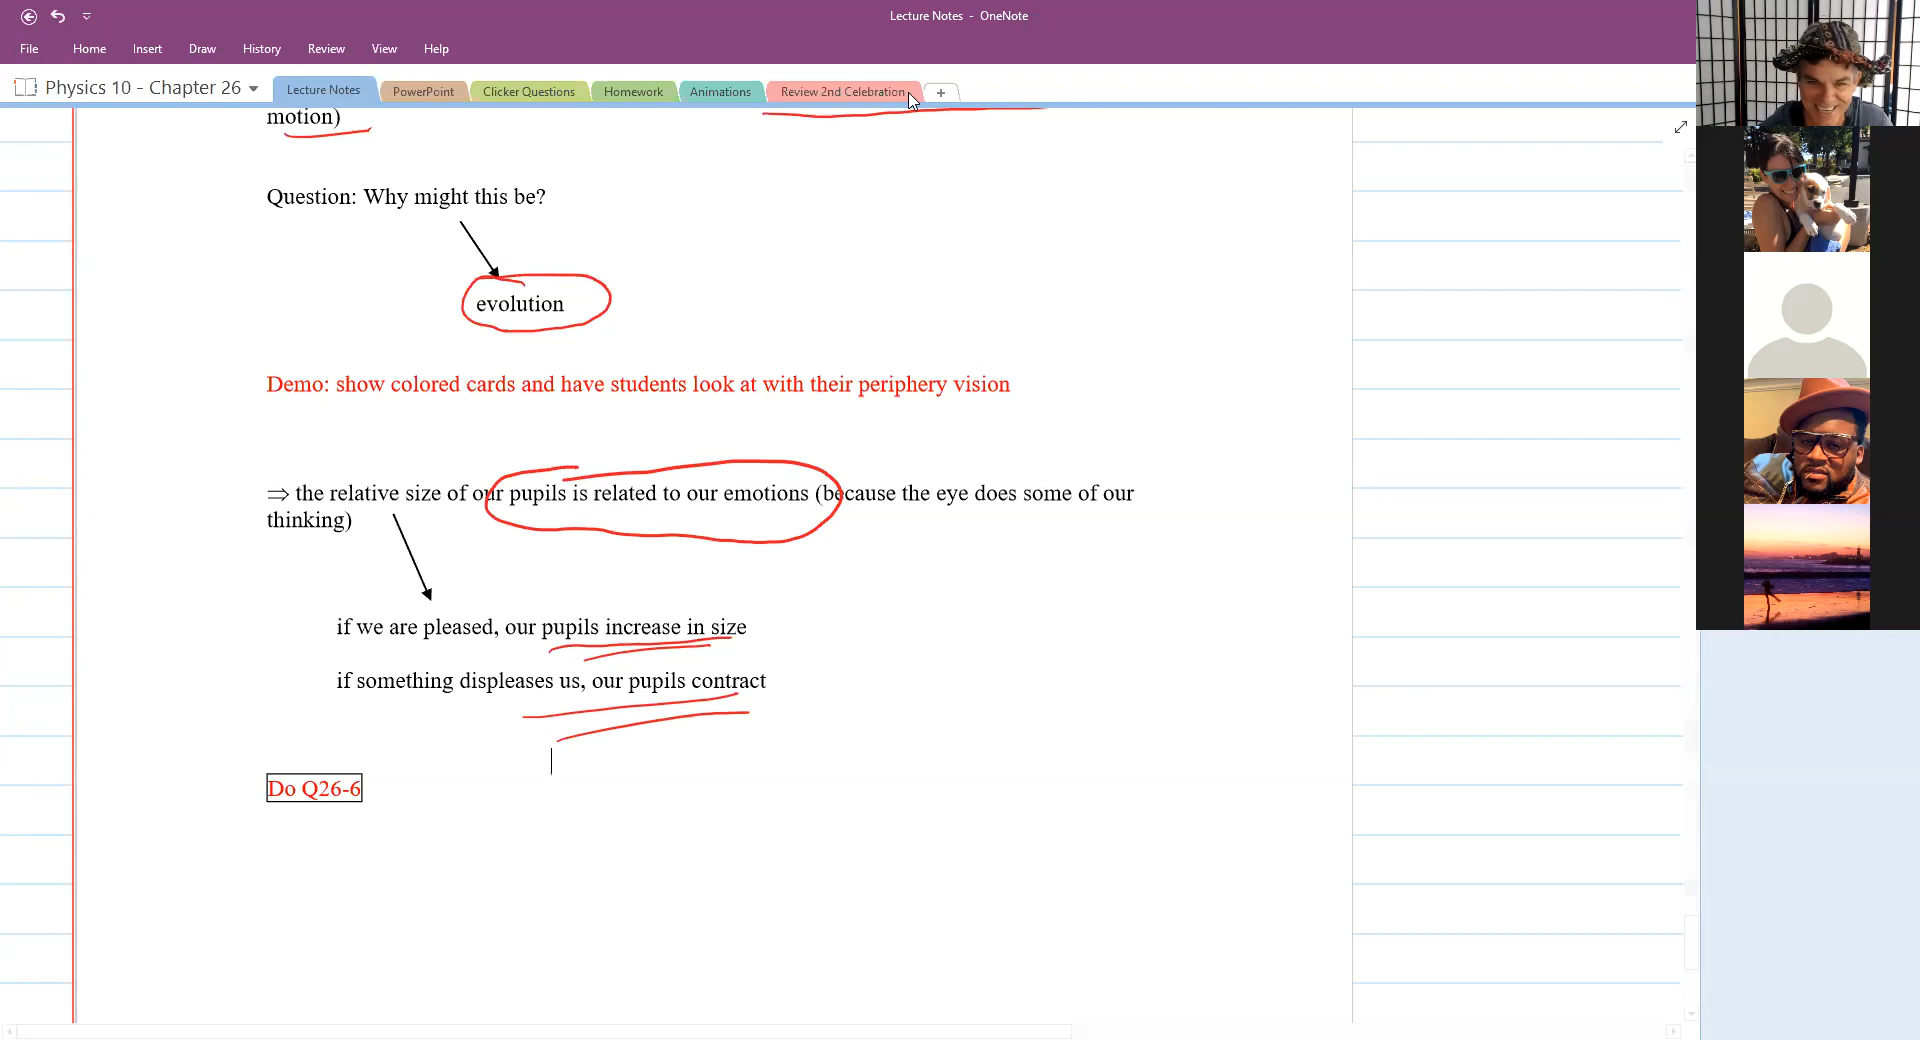 Lecture Notes - OneNote
File Home Insert Draw History Review View Help
Physics 10 - Chapter 26 Lecture Notes PowerPoint Clicker Questions Homework Animations Review 2nd Celebration +
motion)
Question: Why might this be?
evolution
Demo: show colored cards and have students look at with their periphery vision
⇒ the relative size of our pupils is related to our emotions (because the eye does some of our
thinking)
if we are pleased, our pupils increase in size
if something displeases us, our pupils contract
Do Q26-6